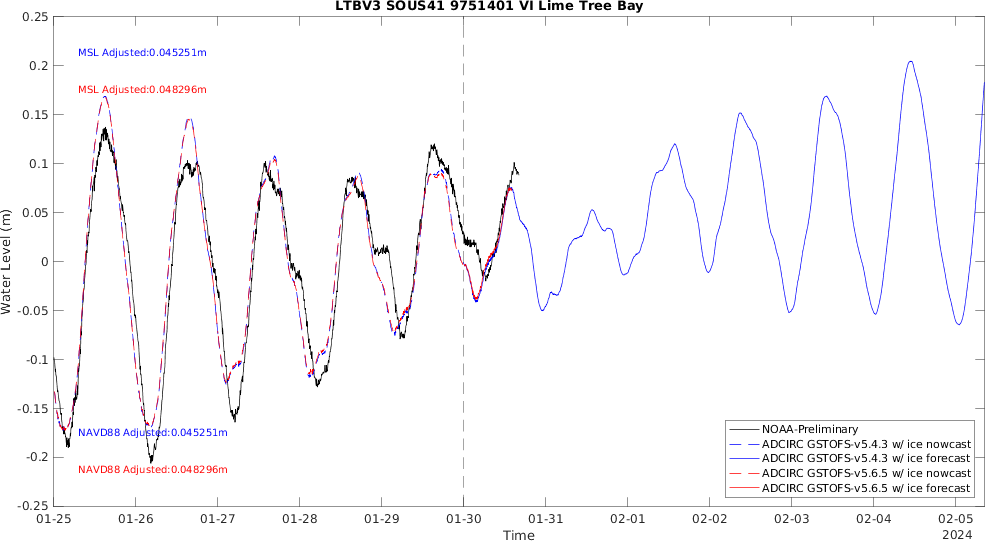 LTBV3 SOUS41 9751401 VI Lime Tree Bay
0.25
0.2
0.15
0.1
0.05
0
-0.05
-0.1
-0.15
-0.2
-0.25
Water Level (m)
MSL Adjusted:0.045251m
MSL Adjusted:0.048296m
NAVD88 Adjusted:0.045251m
NAVD88 Adjusted:0.048296m
NOAA-Preliminary
ADCIRC GSTOFS-v5.4.3 w/ ice nowcast
ADCIRC GSTOFS-v5.4.3 w/ ice forecast
ADCIRC GSTOFS-v5.6.5 w/ ice nowcast
ADCIRC GSTOFS-v5.6.5 w/ ice forecast
01-25 01-26 01-27 01-28 01-29 01-30 01-31 02-01 02-02 02-03 02-04 02-05
Time
2024